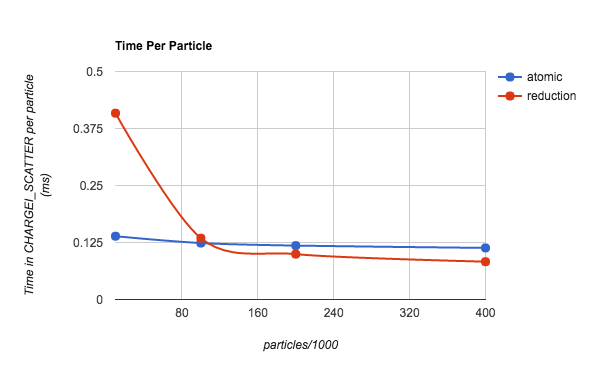 Time Per Particle
Time in CHARGEI_SCATTER per particle
(ms)
0.5
0.375
0.25
0.125
0
80
160
240
320
400
particles/1000
atomic
reduction